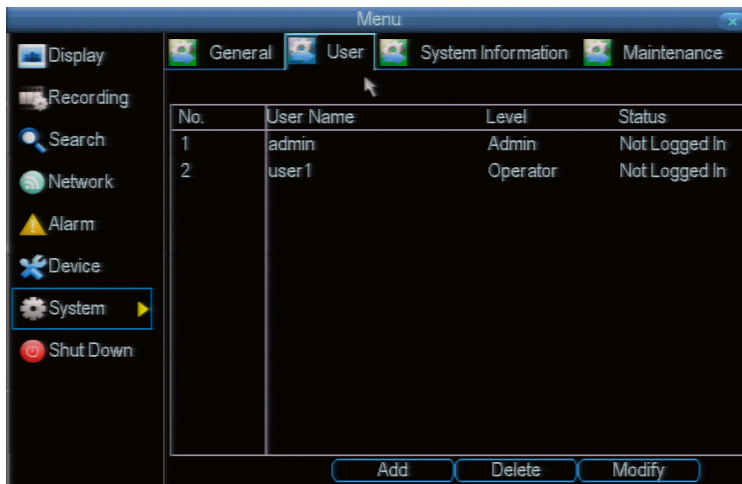 Menu
Display
Recording
Search
Network
Alarm
Device
System
Shut Down
General User System Information Maintenance
No. User Name Level Status
1 admin Admin Not Logged In
2 user1 Operator Not Logged In
Add Delete Modify